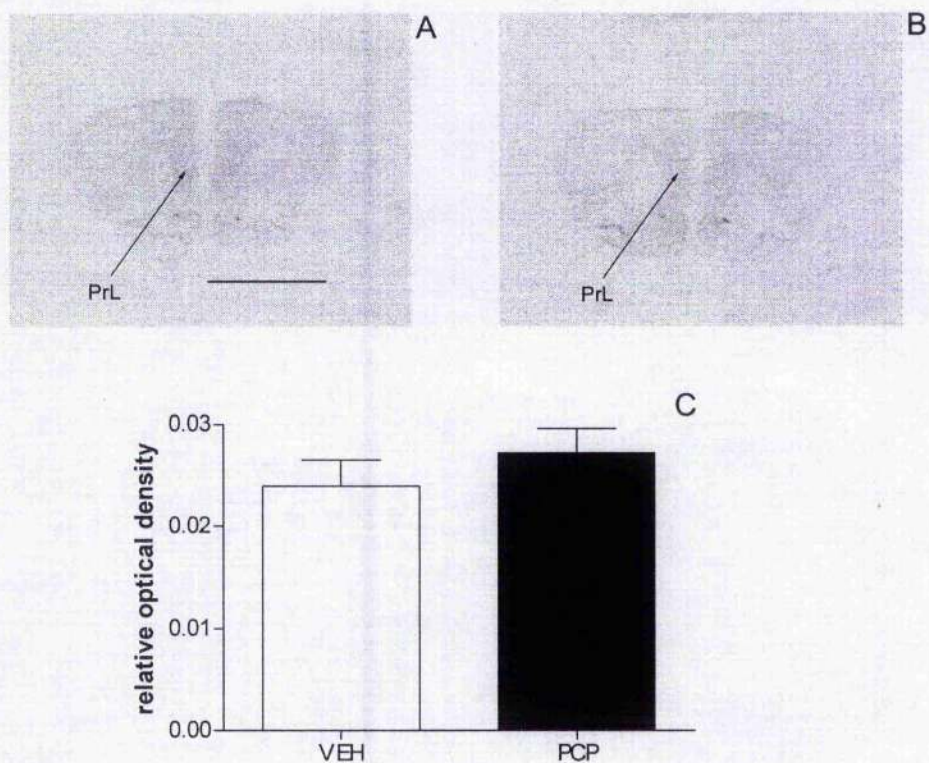 A
B
PrL
PrL
C
relative optical density
0.03
0.02
0.01
0.00
VEH
PCP